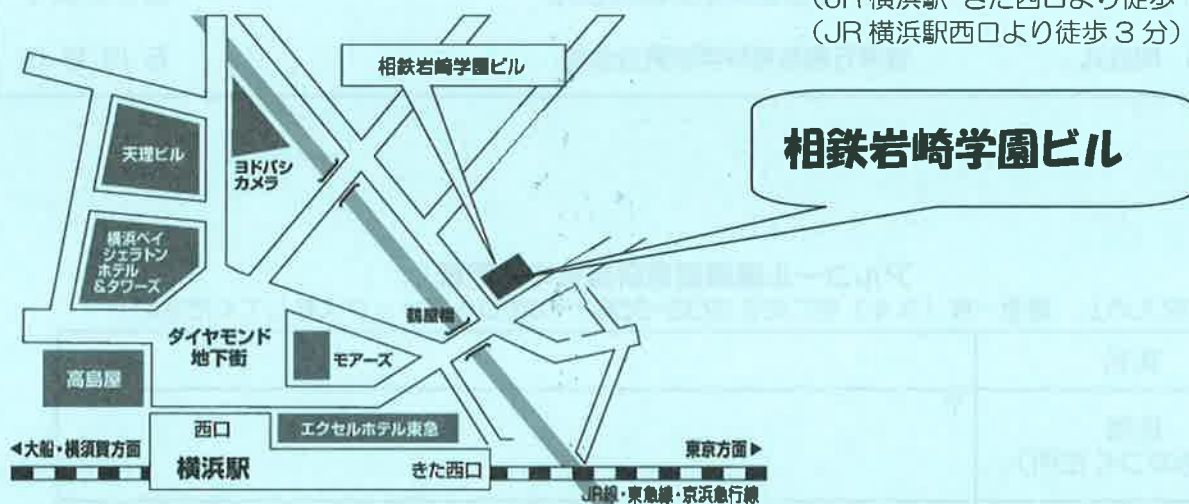 (JR 横浜駅 きた西口より徒歩
(JR 横浜駅西口より徒歩 3 分)
相鉄岩崎学園ビル
相鉄岩崎学園ビル
天理ビル
ヨドバシ
カメラ
横浜ベイ
シェラトン
ホテル
&タワーズ
鶴屋橋
ダイヤモンド
地下街
モアーズ
高島屋
西口
エクセルホテル東急
◀大船・横須賀方面
横浜駅
きた西口
東京方面▶
JR線・東急線・京浜急行線